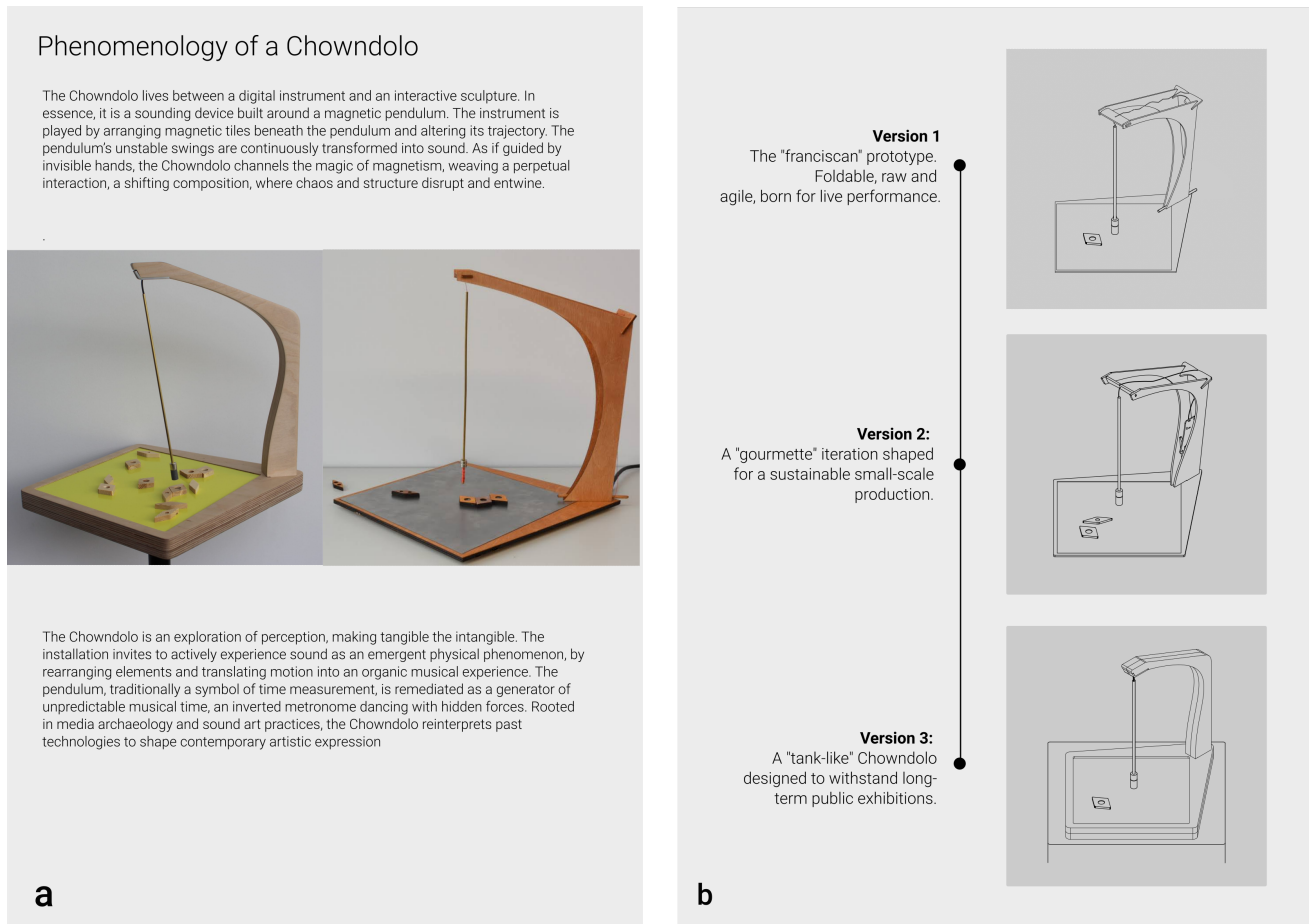 Phenomenology of a Chowndolo
The Chowndolo lives between a digital instrument and an interactive sculpture. In
essence, it is a sounding device built around a magnetic pendulum. The instrument is
played by arranging magnetic tiles beneath the pendulum and altering its trajectory. The
pendulum's unstable swings are continuously transformed into sound. As if guided by
invisible hands, the Chowndolo channels the magic of magnetism, weaving a perpetual
interaction, a shifting composition, where chaos and structure disrupt and entwine.
.
The Chowndolo is an exploration of perception, making tangible the intangible. The
installation invites to actively experience sound as an emergent physical phenomenon, by
rearranging elements and translating motion into an organic musical experience. The
pendulum, traditionally a symbol of time measurement, is remediated as a generator of
unpredictable musical time, an inverted metronome dancing with hidden forces. Rooted
in media archaeology and sound art practices, the Chowndolo reinterprets past
technologies to shape contemporary artistic expression
a
Version 1
The "franciscan" prototype.
Foldable, raw and
agile, born for live performance.
Version 2:
A "gourmette" iteration shaped
for a sustainable small-scale
production.
Version 3:
A "tank-like" Chowndolo
designed to withstand long-
term public exhibitions.
b